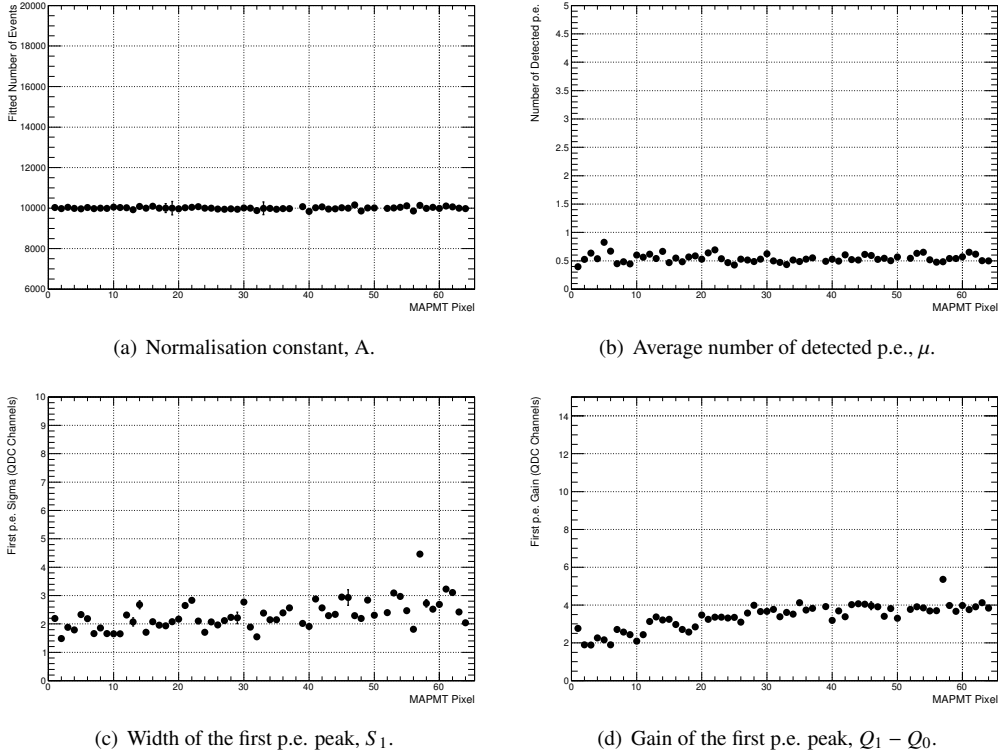 Fitted Number of Events
20000
18000
16000
14000
12000
10000
8000
6000
0 10 20 30 40 50 60
MAPMT Pixel
(a) Normalisation constant, A.
Number of Detected p.e.
5
4.5
4
3.5
3
2.5
2
1.5
1
0.5
0
0 10 20 30 40 50 60
MAPMT Pixel
(b) Average number of detected p.e., μ.
First p.e. Sigma (QDC Channels)
10
9
8
7
6
5
4
3
2
1
0
0 10 20 30 40 50 60
MAPMT Pixel
(c) Width of the first p.e. peak, S1.
First p.e. Gain (QDC Channels)
14
12
10
8
6
4
2
0
0 10 20 30 40 50 60
MAPMT Pixel
(d) Gain of the first p.e. peak, Q1 − Q0.